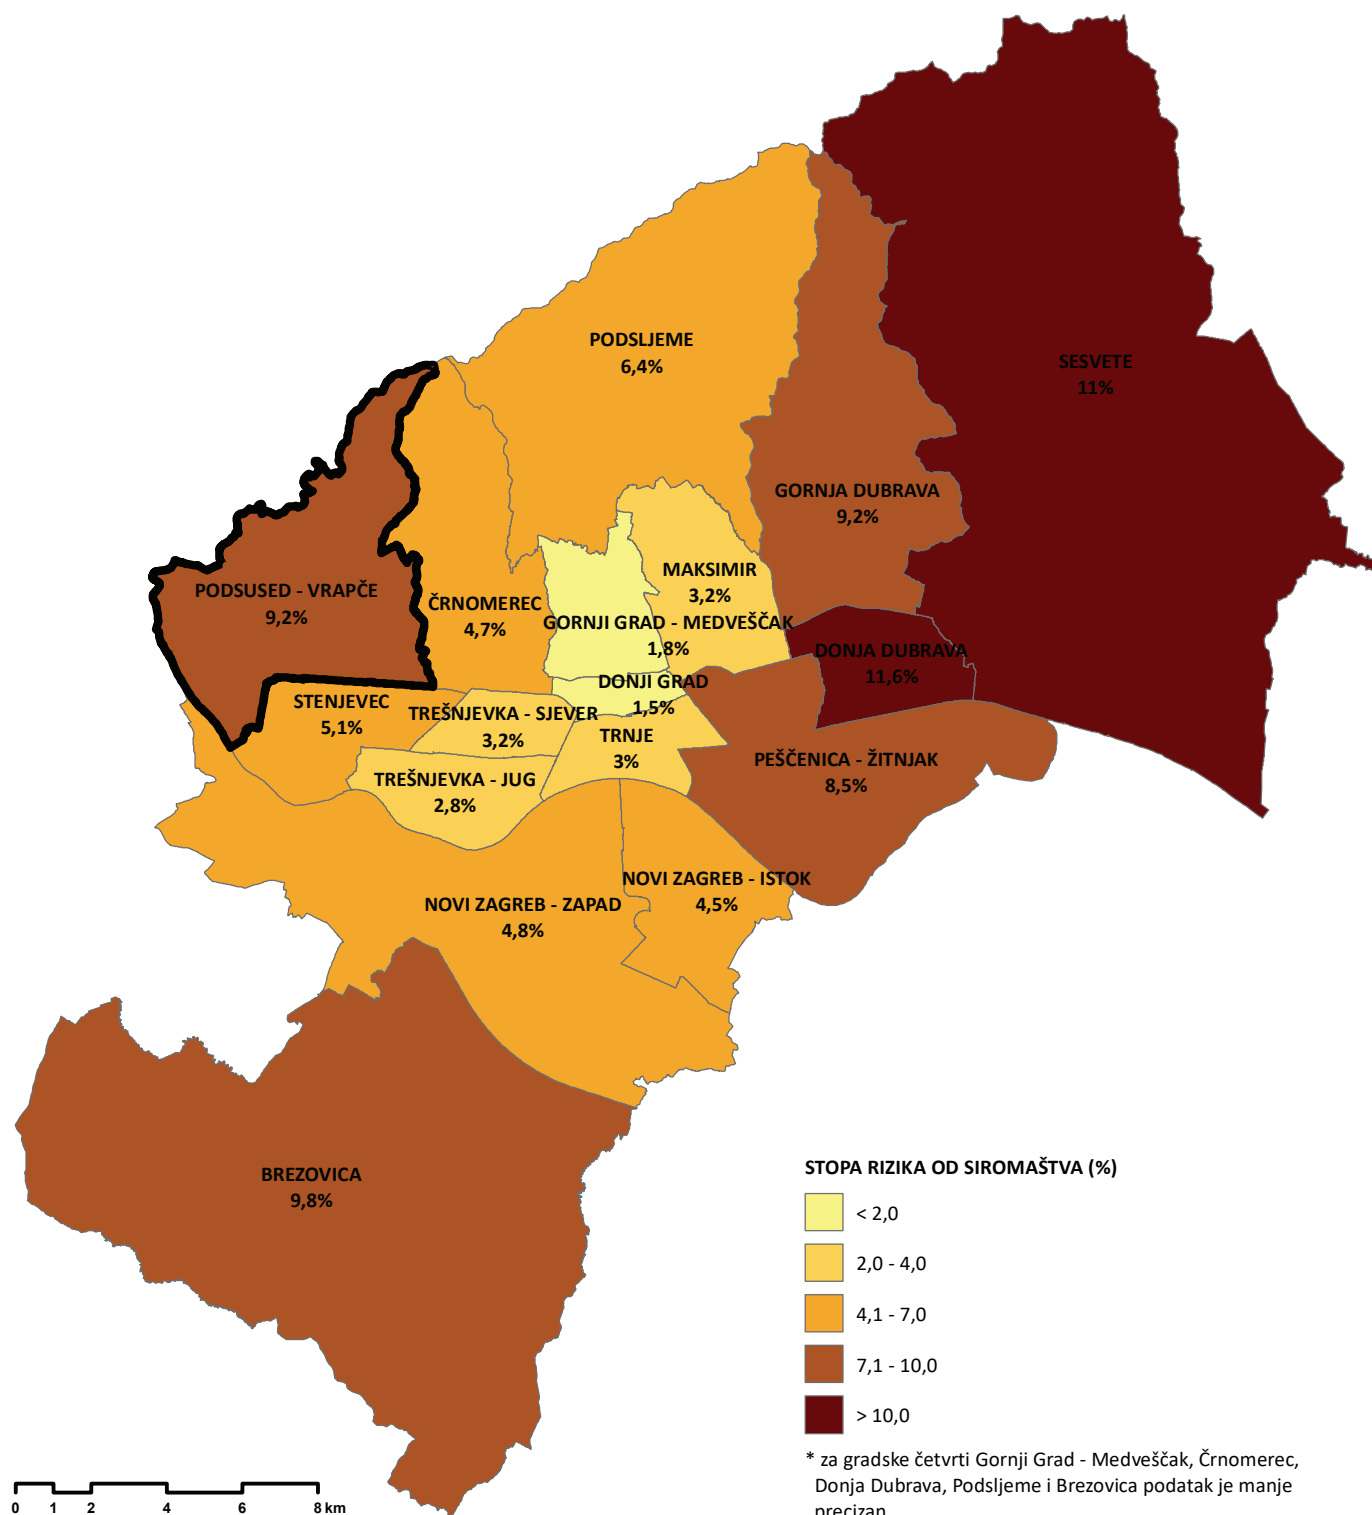 PODSLJEME
6,4%
SESVETE
11%
GORNJA DUBRAVA
9,2%
MAKSIMIR
3,2%
PODSUSED - VRAPČE
9,2%
ČRNOMEREC
4,7%
GORNJI GRAD - MEDVEŠČAK
1,8%
DONJA DUBRAVA
11,6%
DONJI GRAD
1,5%
STENJEVEC
5,1%
TREŠNJEVKA - SJEVER
3,2%
TRNJE
3%
PEŠČENICA - ŽITNJAK
8,5%
TREŠNJEVKA - JUG
2,8%
NOVI ZAGREB - ISTOK
4,5%
NOVI ZAGREB - ZAPAD
4,8%
BREZOVICA
9,8%
STOPA RIZIKA OD SIROMAŠTVA (%)
< 2,0
2,0 - 4,0
4,1 - 7,0
7,1 - 10,0
> 10,0
* za gradske četvrti Gornji Grad - Medveščak, Črnomerec,
Donja Dubrava, Podsljeme i Brezovica podatak je manje
precizan
0 1 2 4 6 8 km